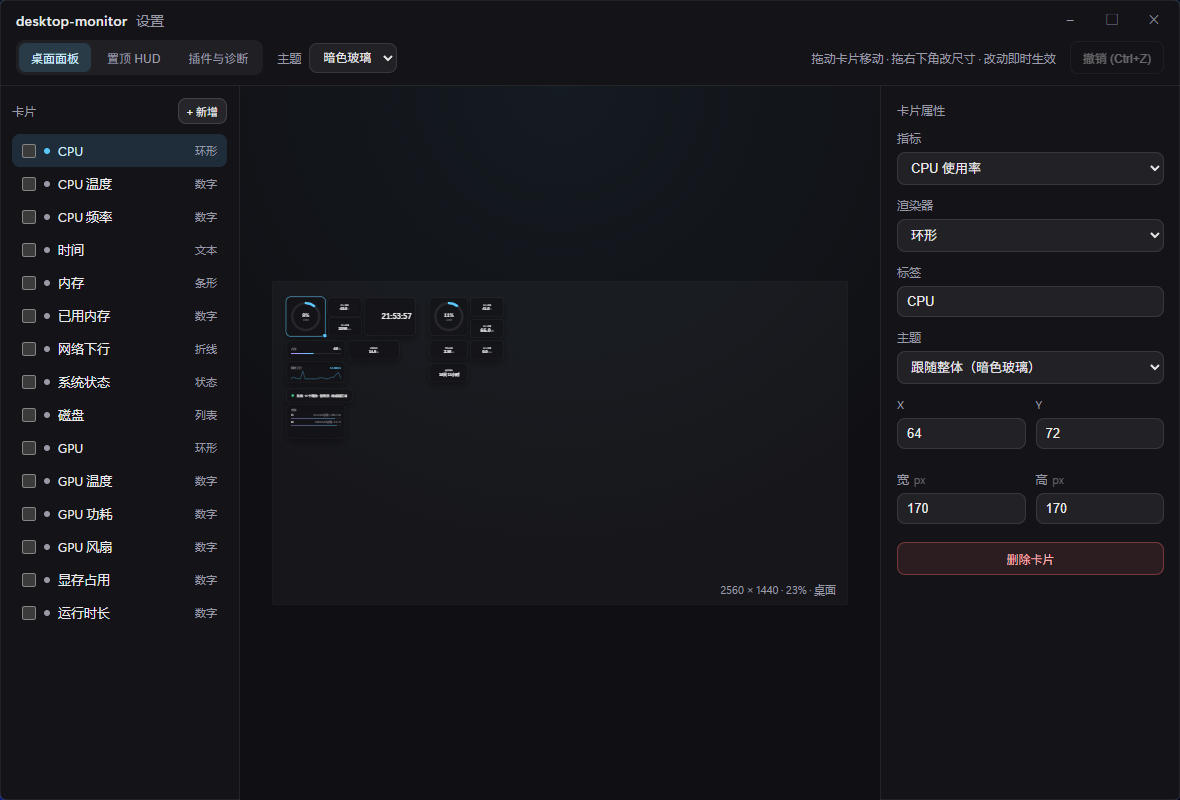 desktop-monitor 设置
桌面面板 置顶 HUD 插件与诊断 主题 暗色玻璃 拖动卡片移动 · 拖右下角改尺寸 · 改动即时生效 撤销 (Ctrl+Z)
卡片 + 新增
CPU 环形
CPU 温度 数字
CPU 频率 数字
时间 文本
内存 条形
已用内存 数字
网络下行 折线
系统状态 状态
磁盘 列表
GPU 环形
GPU 温度 数字
GPU 功耗 数字
GPU 风扇 数字
显存占用 数字
运行时长 数字
8%
21:53:57
11%
2560 × 1440 · 23% · 桌面
卡片属性
指标
CPU 使用率
渲染器
环形
标签
CPU
主题
跟随整体（暗色玻璃）
X Y
64 72
宽 px 高 px
170 170
删除卡片